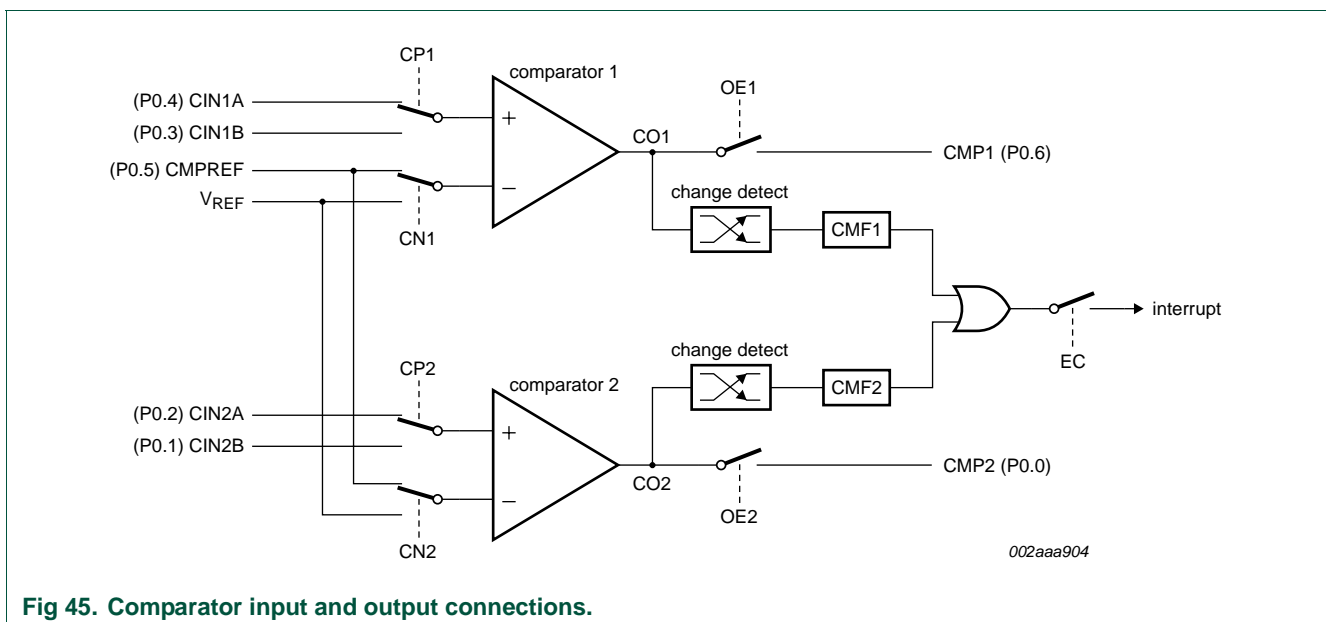 CP1
comparator 1
OE1
(P0.4) CIN1A
(P0.3) CIN1B
+
CO1
CMP1 (P0.6)
(P0.5) CMPREF
VREF
−
change detect
CN1
CMF1
interrupt
EC
change detect
CP2
comparator 2
CMF2
(P0.2) CIN2A
(P0.1) CIN2B
+
CO2
CMP2 (P0.0)
−
OE2
CN2
002aaa904
Fig 45. Comparator input and output connections.